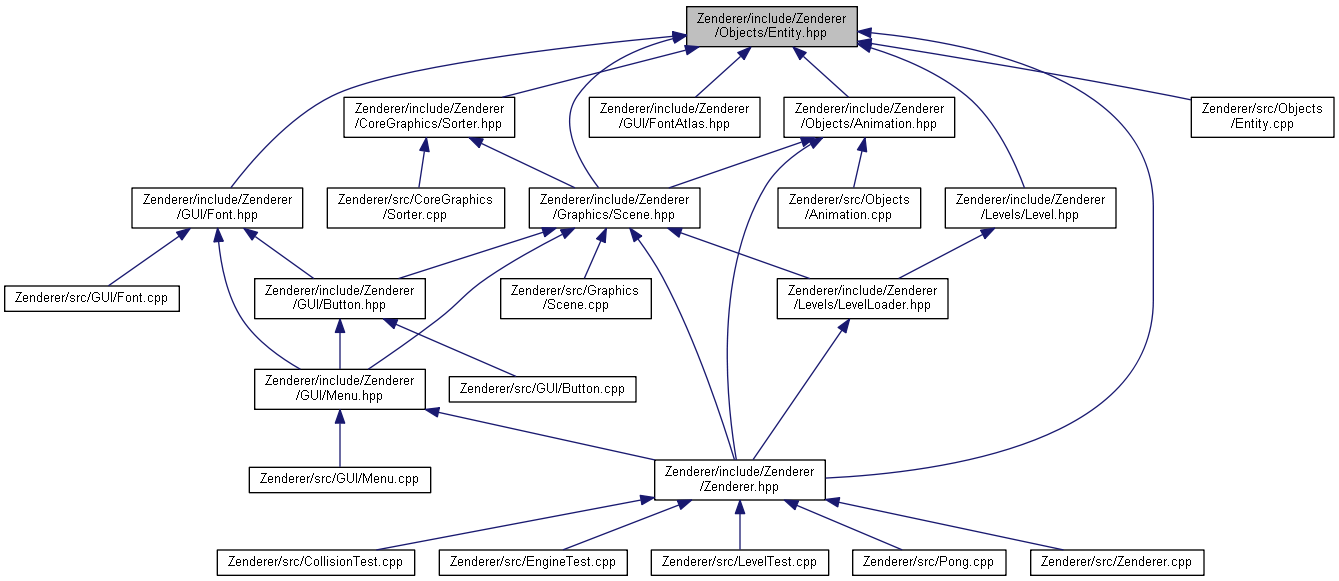 Zenderer/include/Zenderer
/Objects/Entity.hpp
Zenderer/include/Zenderer
/CoreGraphics/Sorter.hpp
Zenderer/include/Zenderer
/GUI/FontAtlas.hpp
Zenderer/include/Zenderer
/Objects/Animation.hpp
Zenderer/src/Objects
/Entity.cpp
Zenderer/include/Zenderer
/GUI/Font.hpp
Zenderer/src/CoreGraphics
/Sorter.cpp
Zenderer/include/Zenderer
/Graphics/Scene.hpp
Zenderer/src/Objects
/Animation.cpp
Zenderer/include/Zenderer
/Levels/Level.hpp
Zenderer/src/GUI/Font.cpp
Zenderer/include/Zenderer
/GUI/Button.hpp
Zenderer/src/Graphics
/Scene.cpp
Zenderer/include/Zenderer
/Levels/LevelLoader.hpp
Zenderer/include/Zenderer
/GUI/Menu.hpp
Zenderer/src/GUI/Button.cpp
Zenderer/src/GUI/Menu.cpp
Zenderer/include/Zenderer
/Zenderer.hpp
Zenderer/src/CollisionTest.cpp
Zenderer/src/EngineTest.cpp
Zenderer/src/LevelTest.cpp
Zenderer/src/Pong.cpp
Zenderer/src/Zenderer.cpp